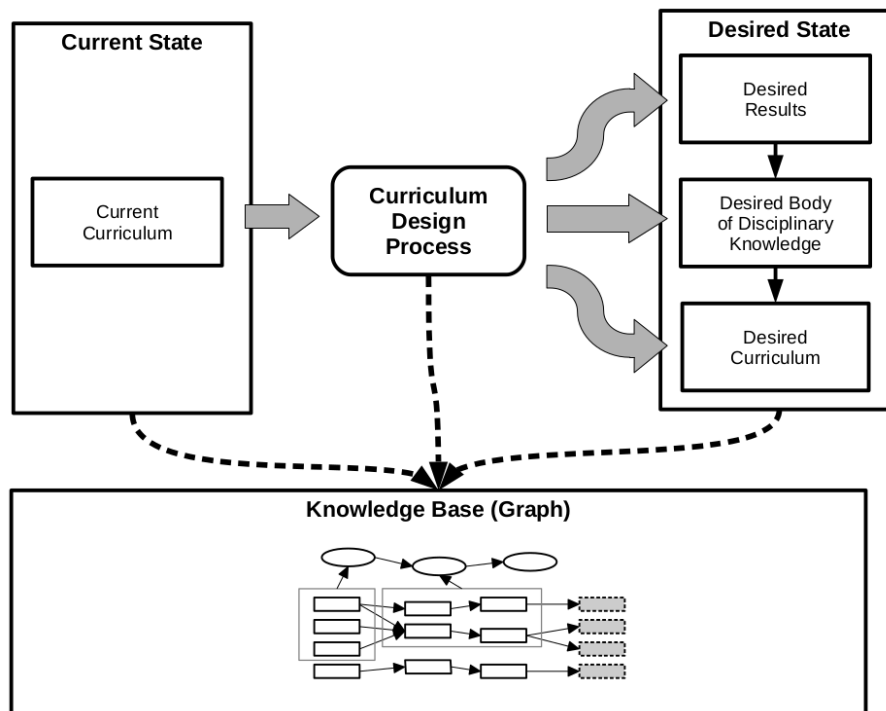 Current State
Current
Curriculum
Curriculum
Design
Process
Desired State
Desired
Results
Desired Body
of Disciplinary
Knowledge
Desired
Curriculum
Knowledge Base (Graph)